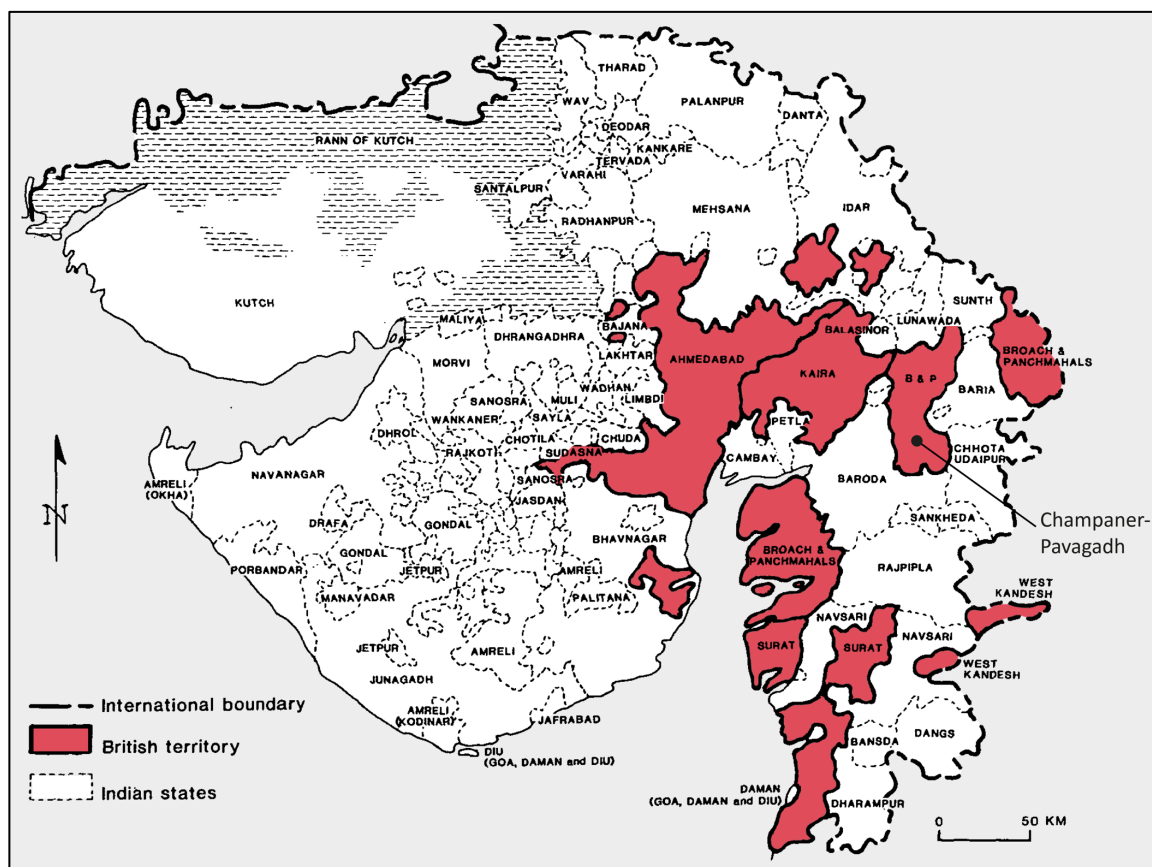 THARAD
WAV
PALANPUR
DANTA
DEODAR
RANN OF KUTCH
KANKARE
TERVADA
VARAHI
SANTALPUR
MEHSANA
IDAR
RADHANPUR
KUTCH
SUNTH
MALIYA
BAJANA
LUNAWADA
BALASINOR
DHRANGADHRA
LAKHTAR
AHMEDABAD
BROACH &
PANCHMAHALS
MORVI
KAIRA
B & P
BARIA
WADHAN
SANOSRA
MULI
LIMBDI
WANKANER
SAYLA
PETLA
DHROL
CHOTILA
CHUDA
RAJKOTI
SUDASNA
CAMBAY
CHHOTA
UDAIPUR
NAVANAGAR
BARODA
AMRELI
(OKHA)
SANOSRA
JASDAN
SANKHEDA
DRAFA
GONDAL
BHAVNAGAR
Champaner-
Pavagadh
GONDAL
BROACH &
PANCHMAHALS
PORBANDAR
JETPUR
AMRELI
RAJPIPLA
MANAVADAR
PALITANA
WEST
KANDESH
NAVSARI
NAVSARI
JETPUR
AMRELI
SURAT
SURAT
JUNAGADH
WEST
KANDESH
AMRELI
(KODINAR)
JAFRABAD
DANGS
BANSDA
DIU
(GOA, DAMAN and DIU)
DAMAN
(GOA, DAMAN and DIU)
DHARAMPUR
N
International boundary
British territory
Indian states
0 50 KM